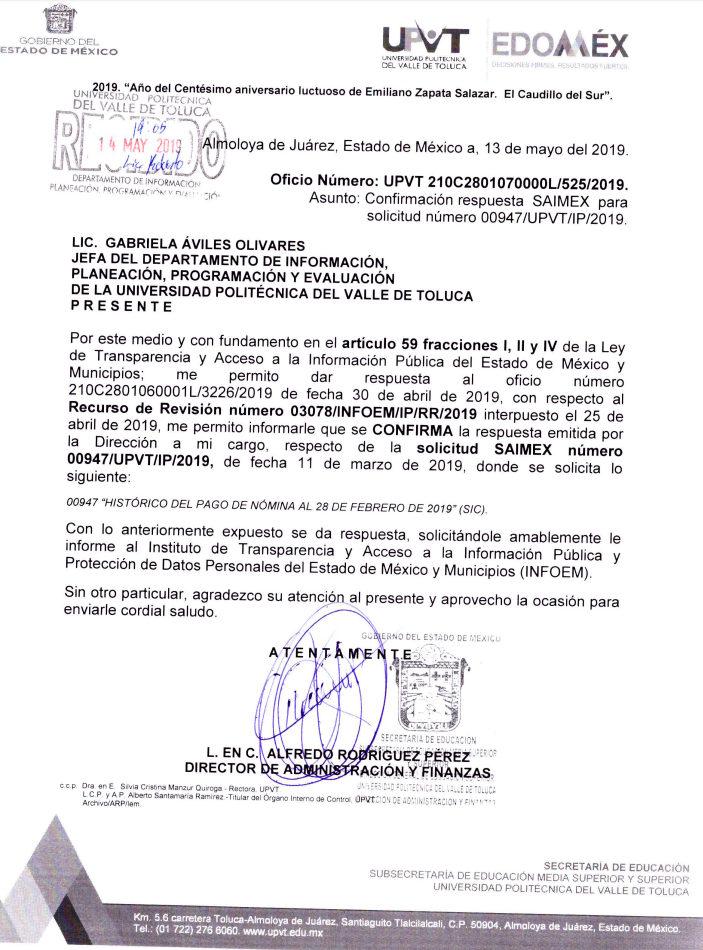 GOBIERNO DEL
ESTADO DE MÉXICO
UPVT
UNIVERSIDAD POLITÉCNICA
DEL VALLE DE TOLUCA
EDOMÉX
DECISIONES FIRMES, RESULTADOS FUERTES.
2019. “Año del Centésimo aniversario luctuoso de Emiliano Zapata Salazar. El Caudillo del Sur”.
UNIVERSIDAD POLITECNICA
DEL VALLE DE TOLUCA
RECIBIDO
14 MAY 2019
DEPARTAMENTO DE INFORMACIÓN
PLANEACIÓN, PROGRAMACIÓN Y EVALUACIÓN
Almoloya de Juárez, Estado de México a, 13 de mayo del 2019.
Oficio Número: UPVT 210C2801070000L/525/2019.
Asunto: Confirmación respuesta SAIMEX para
solicitud número 00947/UPVT/IP/2019.
LIC. GABRIELA ÁVILES OLIVARES
JEFA DEL DEPARTAMENTO DE INFORMACIÓN,
PLANEACIÓN, PROGRAMACIÓN Y EVALUACIÓN
DE LA UNIVERSIDAD POLITÉCNICA DEL VALLE DE TOLUCA
P R E S E N T E
Por este medio y con fundamento en el artículo 59 fracciones I, II y IV de la Ley
de Transparencia y Acceso a la Información Pública del Estado de México y
Municipios; me permito dar respuesta al oficio número
210C2801060001L/3226/2019 de fecha 30 de abril de 2019, con respecto al
Recurso de Revisión número 03078/INFOEM/IP/RR/2019 interpuesto el 25 de
abril de 2019, me permito informarle que se CONFIRMA la respuesta emitida por
la Dirección a mi cargo, respecto de la solicitud SAIMEX número
00947/UPVT/IP/2019, de fecha 11 de marzo de 2019, donde se solicita lo
siguiente:
00947 “HISTÓRICO DEL PAGO DE NÓMINA AL 28 DE FEBRERO DE 2019” (SIC).
Con lo anteriormente expuesto se da respuesta, solicitándole amablemente le
informe al Instituto de Transparencia y Acceso a la Información Pública y
Protección de Datos Personales del Estado de México y Municipios (INFOEM).
Sin otro particular, agradezco su atención al presente y aprovecho la ocasión para
enviarle cordial saludo.
GOBIERNO DEL ESTADO DE MÉXICO
A T E N T A M E N T E
SECRETARÍA DE EDUCACIÓN
L. EN C. ALFREDO RODRÍGUEZ PÉREZ
Y SUPERIOR
DIRECTOR DE ADMINISTRACIÓN Y FINANZAS
UNIVERSIDAD POLITÉCNICA DEL VALLE DE TOLUCA
c.c.p. Dra. en E. Silvia Cristina Manzur Quiroga - Rectora. UPVT.
L.C.P. y A.P. Alberto Santamaría Ramírez.-Titular del Órgano Interno de Control, UPVT.
Archivo/ARP/lem.
SECRETARÍA DE EDUCACIÓN
SUBSECRETARÍA DE EDUCACIÓN MEDIA SUPERIOR Y SUPERIOR
UNIVERSIDAD POLITÉCNICA DEL VALLE DE TOLUCA
Km. 5.6 carretera Toluca-Almoloya de Juárez, Santiaguito Tlalcilalcali, C.P. 50904, Almoloya de Juárez, Estado de México.
Tel.: (01 722) 276 6060. www.upvt.edu.mx